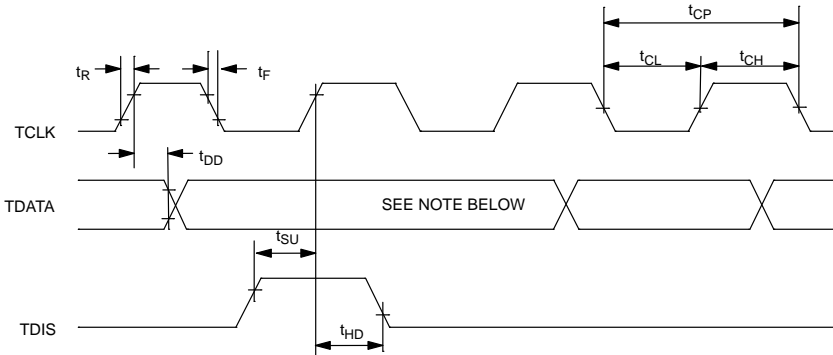 tCP
tCL tCH
tR tF
TCLK
tDD
TDATA SEE NOTE BELOW
tSU
TDIS
tHD